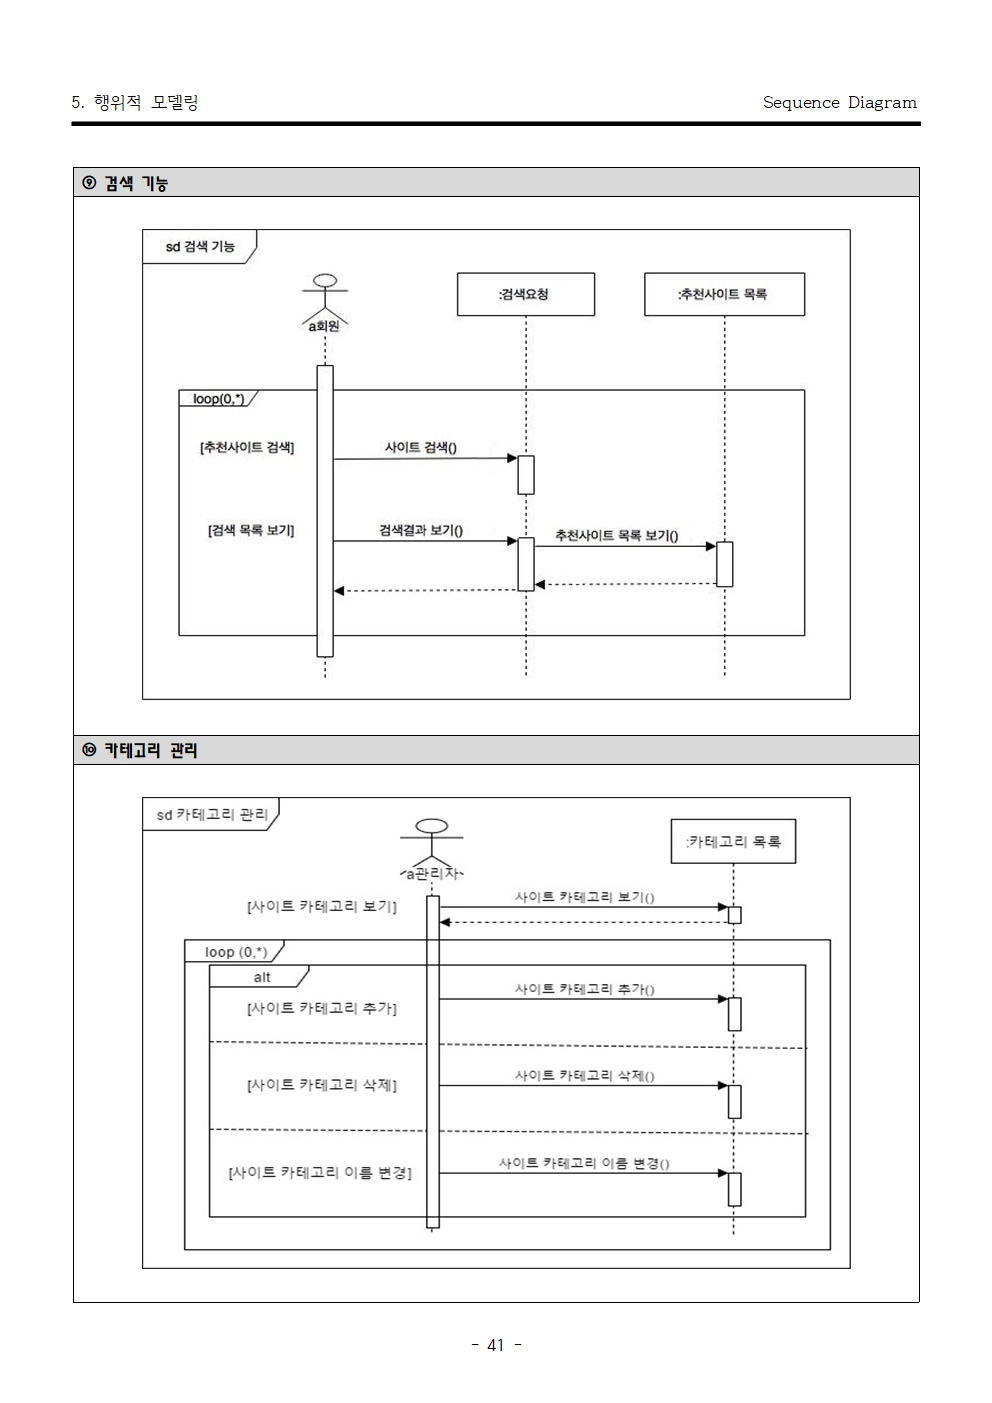 5. 행위적 모델링
Sequence Diagram
⑨ 검색 기능
sd 검색 기능
a회원
:검색요청
:추천사이트 목록
loop(0,*)
[추천사이트 검색]
사이트 검색()
[검색 목록 보기]
검색결과 보기()
추천사이트 목록 보기()
⑩ 카테고리 관리
sd 카테고리 관리
a관리자
:카테고리 목록
[사이트 카테고리 보기]
사이트 카테고리 보기()
loop (0,*)
alt
[사이트 카테고리 추가]
사이트 카테고리 추가()
[사이트 카테고리 삭제]
사이트 카테고리 삭제()
[사이트 카테고리 이름 변경]
사이트 카테고리 이름 변경()
- 41 -